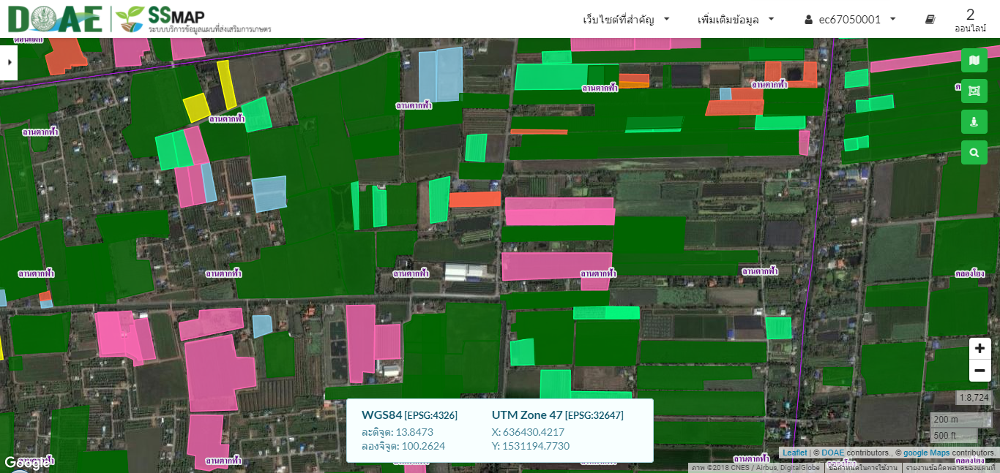 DOAE
SSMAP
ระบบบริการข้อมูลแผนที่ส่งเสริมการเกษตร
เว็บไซต์ที่สำคัญ
เพิ่มเติมข้อมูล
ec67050001
2
ออนไลน์
ลานตากฟ้า
ลานตากฟ้า
ลานตากฟ้า
ลานตากฟ้า
ลานตากฟ้า
ลานตากฟ้า
ลานตากฟ้า
ลานตากฟ้า
ลานตากฟ้า
ลานตากฟ้า
คลองโยง
+
−
1:8,724
WGS84 [EPSG:4326]
ละติจูด: 13.8473
ลองจิจูด: 100.2624
UTM Zone 47 [EPSG:32647]
X: 636430.4217
Y: 1531194.7730
200 m
500 ft
Leaflet | © DOAE contributors., © google Maps contributors.
Google
ลานตากฟ้า
ลานตากฟ้า
ภาพ ©2018 CNES / Airbus, DigitalGlobe
ข้อกำหนดในการใช้งาน
รายงานข้อผิดพลาดของแผนที่